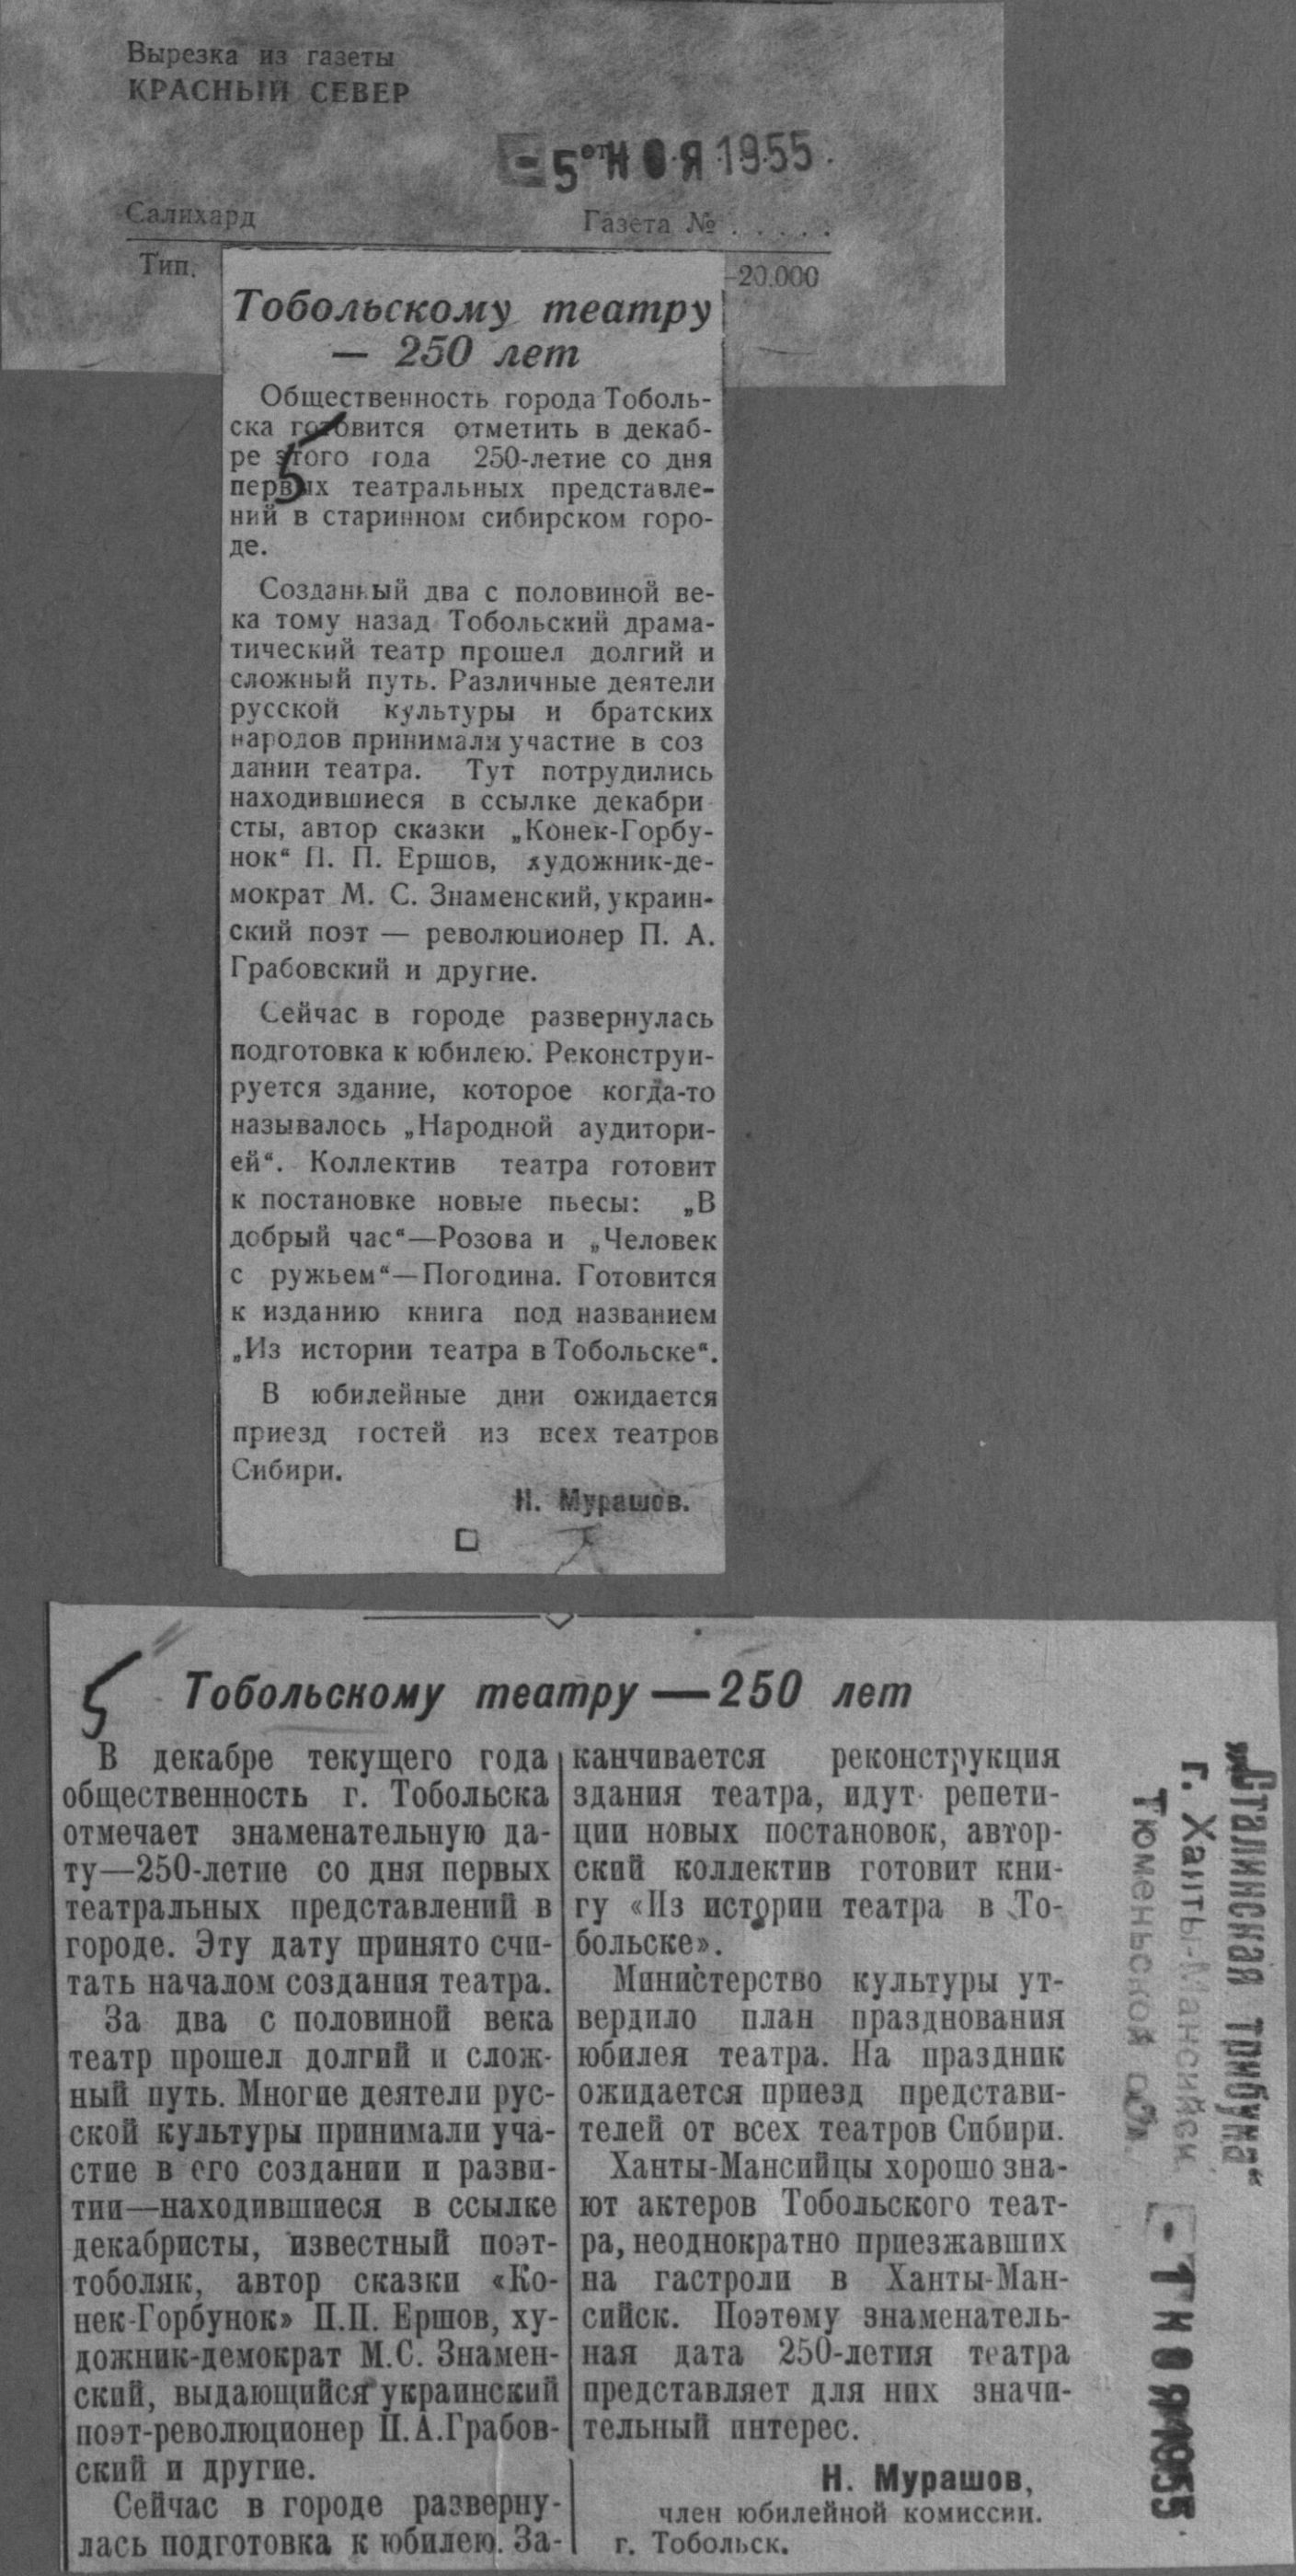 Вырезка из газеты
КРАСНЫЙ СЕВЕР
-5 НОЯ 1955
Салихард Газета № . . . . .
Тип. -20.000
Тобольскому театру
— 250 лет
Общественность города Тоболь-
ска готовится отметить в декаб-
ре этого года 250-летие со дня
первых театральных представле-
ний в старинном сибирском горо-
де.
Созданный два с половиной ве-
ка тому назад Тобольский драма-
тический театр прошел долгий и
сложный путь. Различные деятели
русской культуры и братских
народов принимали участие в соз
дании театра. Тут потрудились
находившиеся в ссылке декабри
сты, автор сказки „Конек-Горбу-
нок“ П. П. Ершов, художник-де-
мократ М. С. Знаменский, украин-
ский поэт — революционер П. А.
Грабовский и другие.
Сейчас в городе развернулась
подготовка к юбилею. Реконструи-
руется здание, которое когда-то
называлось „Народной аудитори-
ей“. Коллектив театра готовит
к постановке новые пьесы: „В
добрый час“—Розова и „Человек
с ружьем“—Погодина. Готовится
к изданию книга под названием
„Из истории театра в Тобольске“.
В юбилейные дни ожидается
приезд гостей из всех театров
Сибири.
Н. Мурашов.
Тобольскому театру — 250 лет
В декабре текущего года
общественность г. Тобольска
отмечает знаменательную да-
ту—250-летие со дня первых
театральных представлений в
городе. Эту дату принято счи-
тать началом создания театра.
За два с половиной века
театр прошел долгий и слож-
ный путь. Многие деятели рус-
ской культуры принимали уча-
стие в его создании и разви-
тии—находившиеся в ссылке
декабристы, известный поэт-
тоболяк, автор сказки «Ко-
нек-Горбунок» П.П. Ершов, ху-
дожник-демократ М.С. Знамен-
ский, выдающийся украинский
поэт-революционер П.А.Грабов-
ский и другие.
Сейчас в городе разверну-
лась подготовка к юбилею. За-
канчивается реконструкция
здания театра, идут репети-
ции новых постановок, автор-
ский коллектив готовит кни-
гу «Из истории театра в То-
больске».
Министерство культуры ут-
вердило план празднования
юбилея театра. На праздник
ожидается приезд представи-
телей от всех театров Сибири.
Ханты-Мансийцы хорошо зна-
ют актеров Тобольского теат-
ра, неоднократно приезжавших
на гастроли в Ханты-Ман-
сийск. Поэтому знаменатель-
ная дата 250-летия театра
представляет для них значи-
тельный интерес.
Н. Мурашов,
член юбилейной комиссии.
г. Тобольск.
„Сталинская трибуна“
г. Ханты-Мансийск
Тюменьской обл.
-1 НОЯ 1955